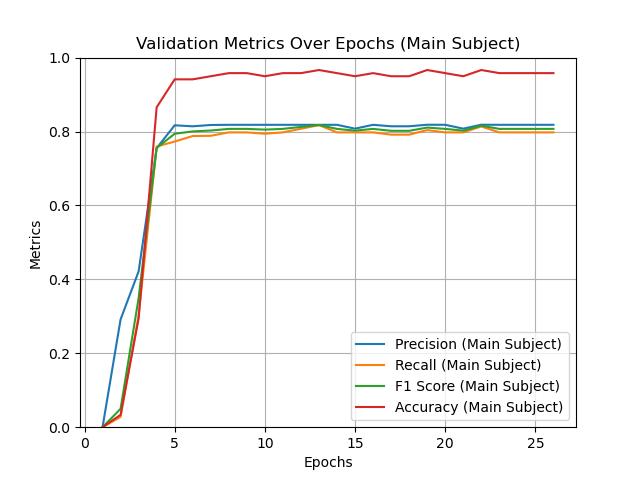 Validation Metrics Over Epochs (Main Subject)
1.0
0.8
0.6
0.4
0.2
0.0
Metrics
0
5
10
15
20
25
Epochs
Precision (Main Subject)
Recall (Main Subject)
F1 Score (Main Subject)
Accuracy (Main Subject)